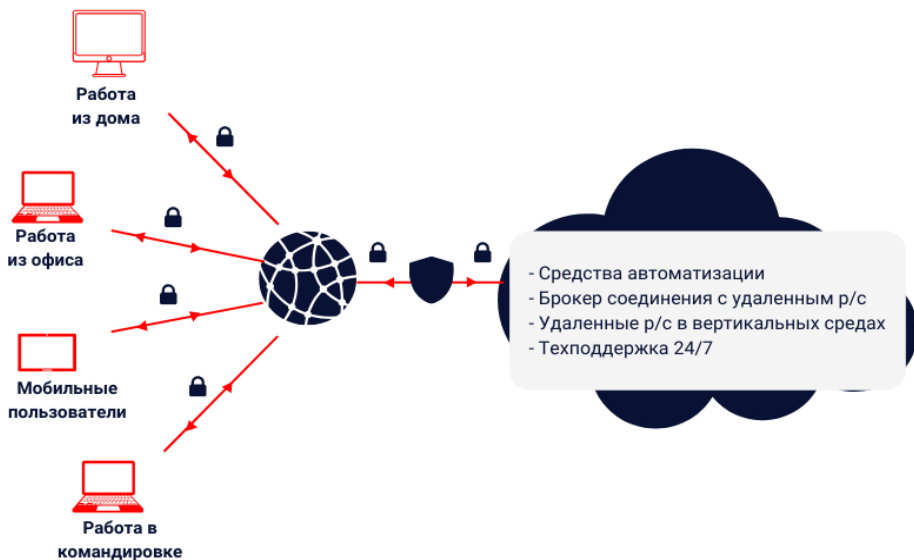 Работа
из дома
Работа
из офиса
Мобильные
пользователи
Работа в
командировке
- Средства автоматизации
- Брокер соединения с удаленным р/с
- Удаленные р/с в вертикальных средах
- Техподдержка 24/7